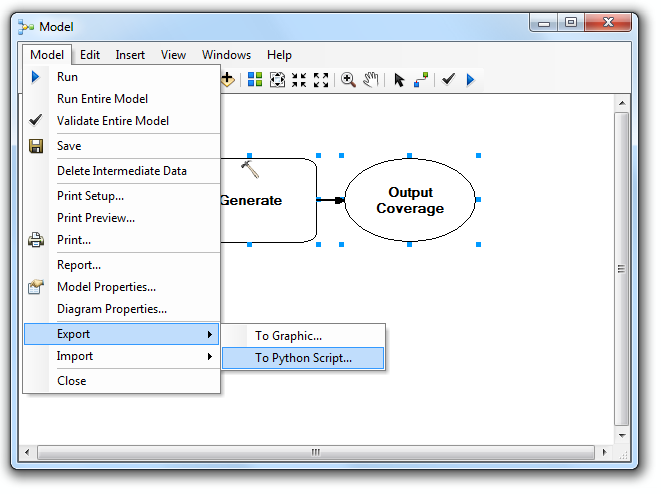 Model
Model Edit Insert View Windows Help
Run
Run Entire Model
Validate Entire Model
Save
Delete Intermediate Data
Print Setup...
Print Preview...
Print...
Report...
Model Properties...
Diagram Properties...
Export
Import
Close
To Graphic...
To Python Script...
Generate
Output
Coverage